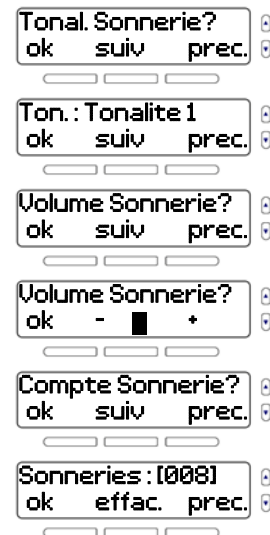 Tonal. Sonnerie?
ok suiv prec.
Ton. : Tonalite 1
ok suiv prec.
Volume Sonnerie?
ok suiv prec.
Volume Sonnerie?
ok - +
Compte Sonnerie?
ok suiv prec.
Sonneries : [008]
ok effac. prec.